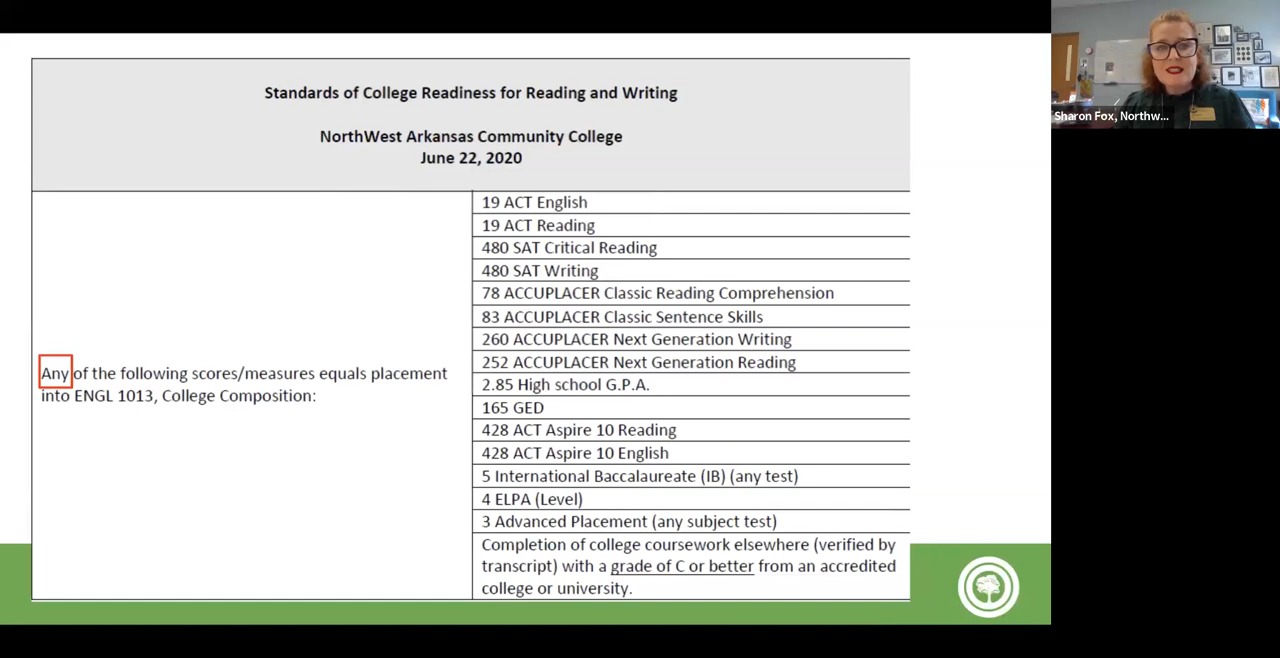 Standards of College Readiness for Reading and Writing
NorthWest Arkansas Community College
June 22, 2020
Any of the following scores/measures equals placement
into ENGL 1013, College Composition:
19 ACT English
19 ACT Reading
480 SAT Critical Reading
480 SAT Writing
78 ACCUPLACER Classic Reading Comprehension
83 ACCUPLACER Classic Sentence Skills
260 ACCUPLACER Next Generation Writing
252 ACCUPLACER Next Generation Reading
2.85 High school G.P.A.
165 GED
428 ACT Aspire 10 Reading
428 ACT Aspire 10 English
5 International Baccalaureate (IB) (any test)
4 ELPA (Level)
3 Advanced Placement (any subject test)
Completion of college coursework elsewhere (verified by
transcript) with a grade of C or better from an accredited
college or university.
Sharon Fox, Northw...